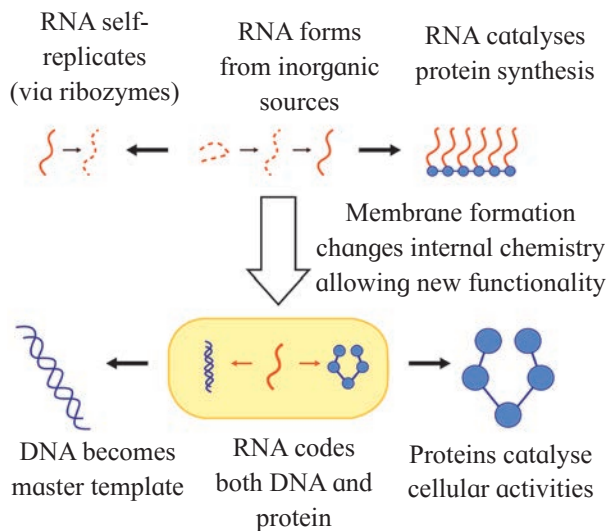 RNA self-
replicates
(via ribozymes)
RNA forms
from inorganic
sources
RNA catalyses
protein synthesis
Membrane formation
changes internal chemistry
allowing new functionality
DNA becomes
master template
RNA codes
both DNA and
protein
Proteins catalyse
cellular activities